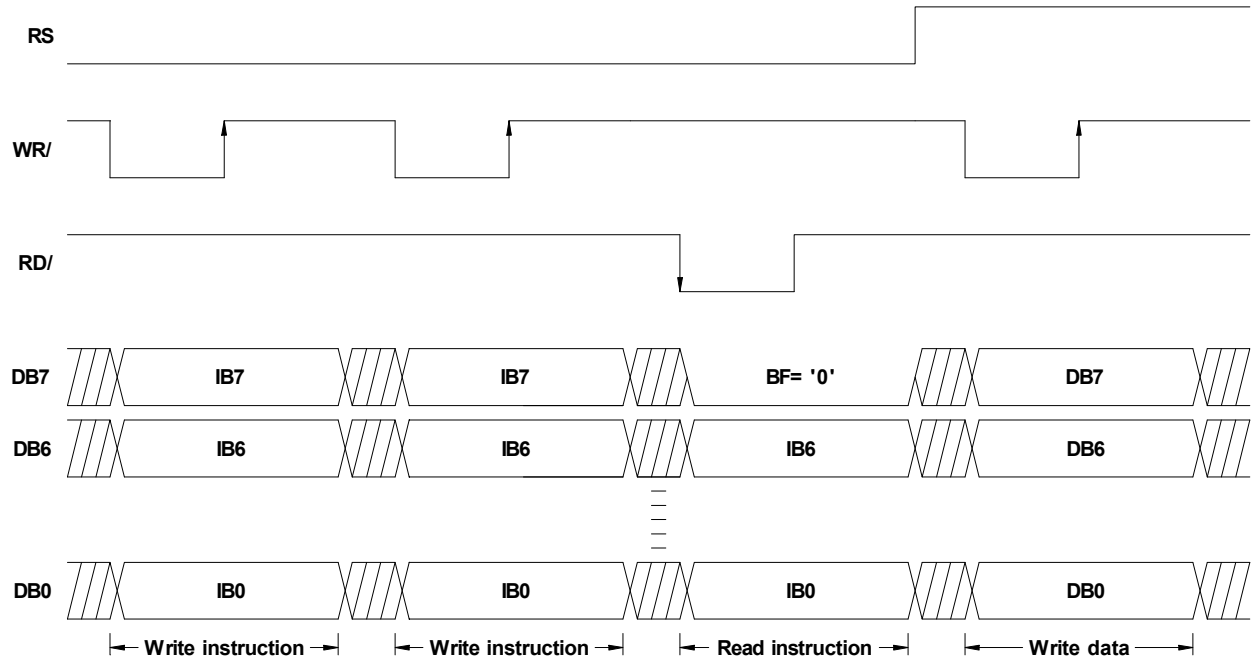 RS
WR/
RD/
DB7 IB7 IB7 BF= '0' DB7
DB6 IB6 IB6 IB6 DB6
DB0 IB0 IB0 IB0 DB0
Write instruction Write instruction Read instruction Write data